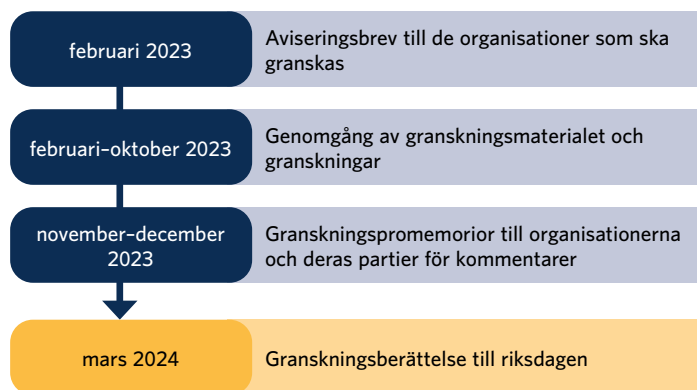 februari 2023
Aviseringsbrev till de organisationer som ska
granskas
februari–oktober 2023
Genomgång av granskningsmaterialet och
granskningar
november–december
2023
Granskningspromemorior till organisationerna
och deras partier för kommentarer
mars 2024
Granskningsberättelse till riksdagen